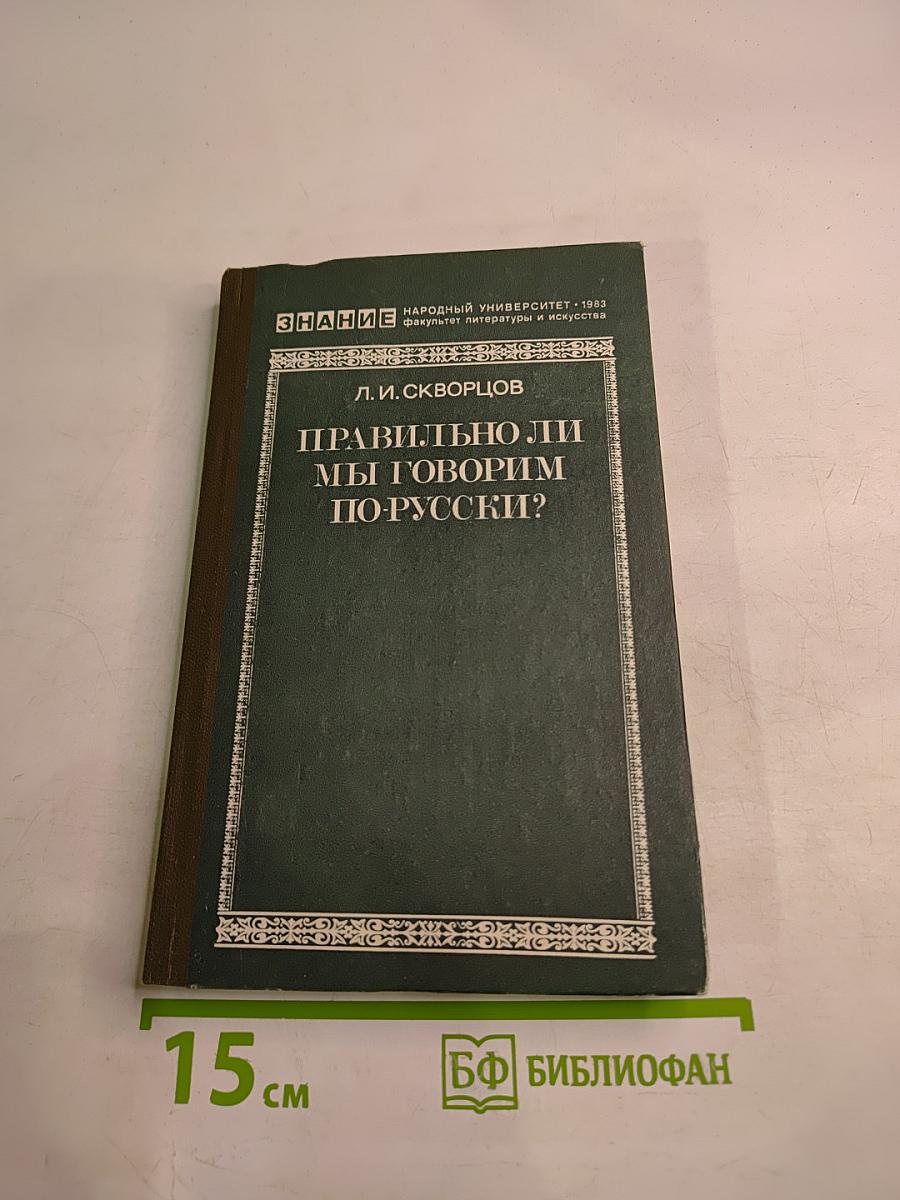 ЗНАНИЕ
НАРОДНЫЙ УНИВЕРСИТЕТ · 1983
факультет литературы и искусства
Л. И. СКВОРЦОВ
ПРАВИЛЬНО ЛИ
МЫ ГОВОРИМ
ПО-РУССКИ?
15 см
БФ БИБЛИОФАН